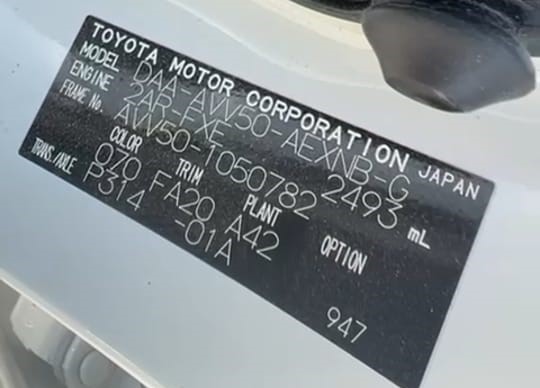 TOYOTA MOTOR CORPORATION JAPAN
MODEL DAA-AVV50-AEXNB-G
ENGINE 2AR-FXE 2493 mL
FRAME No. AVV50-1050782
COLOR TRIM PLANT OPTION
070 FA20 A42
TRANS./AXLE P314 -01A 947